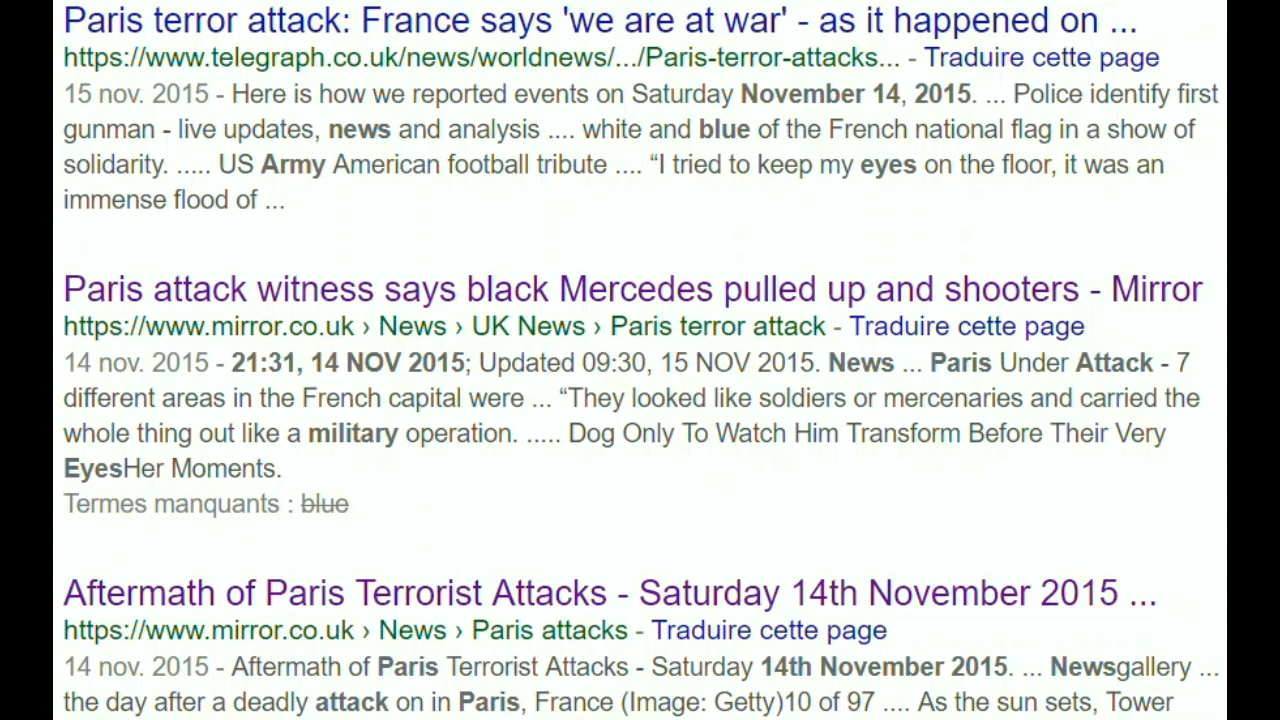 Paris terror attack: France says 'we are at war' - as it happened on ...
https://www.telegraph.co.uk/news/worldnews/.../Paris-terror-attacks... - Traduire cette page
15 nov. 2015 - Here is how we reported events on Saturday November 14, 2015. ... Police identify first
gunman - live updates, news and analysis .... white and blue of the French national flag in a show of
solidarity. ..... US Army American football tribute .... “I tried to keep my eyes on the floor, it was an
immense flood of ...
Paris attack witness says black Mercedes pulled up and shooters - Mirror
https://www.mirror.co.uk › News › UK News › Paris terror attack - Traduire cette page
14 nov. 2015 - 21:31, 14 NOV 2015; Updated 09:30, 15 NOV 2015. News ... Paris Under Attack - 7
different areas in the French capital were ... “They looked like soldiers or mercenaries and carried the
whole thing out like a military operation. ..... Dog Only To Watch Him Transform Before Their Very
EyesHer Moments.
Termes manquants : blue
Aftermath of Paris Terrorist Attacks - Saturday 14th November 2015 ...
https://www.mirror.co.uk › News › Paris attacks - Traduire cette page
14 nov. 2015 - Aftermath of Paris Terrorist Attacks - Saturday 14th November 2015. ... Newsgallery ...
the day after a deadly attack on in Paris, France (Image: Getty)10 of 97 .... As the sun sets, Tower